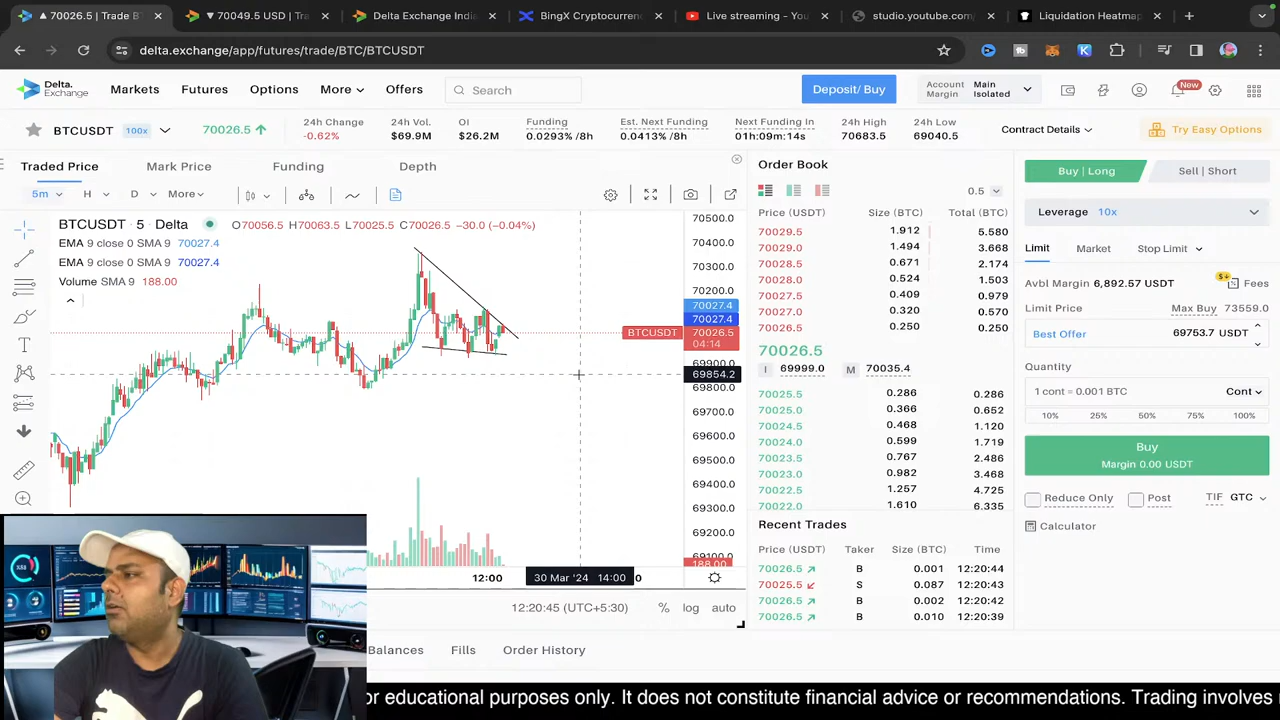 70026.5 | Trade B
70049.5 USD | Tr
Delta Exchange Indi
BingX Cryptocurren
Live streaming - You
studio.youtube.com/
Liquidation Heatmap
delta.exchange/app/futures/trade/BTC/BTCUSDT
Delta.
Exchange
Markets
Futures
Options
More
Offers
Search
Deposit/ Buy
Account Main
Margin Isolated
New
BTCUSDT
100x
70026.5
24h Change
-0.62%
24h Vol.
$69.9M
OI
$26.2M
Funding
0.0293% /8h
Est. Next Funding
0.0413% /8h
Next Funding In
01h:09m:14s
24h High
70683.5
24h Low
69040.5
Contract Details
Try Easy Options
Traded Price
Mark Price
Funding
Depth
5m
H
D
More
BTCUSDT · 5 · Delta
O70056.5 H70063.5 L70025.5 C70026.5 −30.0 (−0.04%)
EMA 9 close 0 SMA 9 70027.4
EMA 9 close 0 SMA 9 70027.4
Volume SMA 9 188.00
70500.0
70400.0
70300.0
70200.0
70027.4
70027.4
BTCUSDT
70026.5
04:14
69900.0
69854.2
69800.0
69700.0
69600.0
69500.0
69400.0
69300.0
69200.0
69100.0
188.00
12:00
30 Mar '24 14:00
12:20:45 (UTC+5:30)
%
log
auto
Balances
Fills
Order History
Order Book
0.5
Price (USDT) Size (BTC) Total (BTC)
70029.5 1.912 5.580
70029.0 1.494 3.668
70028.5 0.671 2.174
70028.0 0.524 1.503
70027.5 0.409 0.979
70027.0 0.320 0.570
70026.5 0.250 0.250
70026.5
I 69999.0 M 70035.4
70025.5 0.286 0.286
70025.0 0.366 0.652
70024.5 0.468 1.120
70024.0 0.599 1.719
70023.5 0.767 2.486
70023.0 0.982 3.468
70022.5 1.257 4.725
70022.0 1.610 6.335
Recent Trades
Price (USDT) Taker Size (BTC) Time
70026.5 B 0.001 12:20:44
70025.5 S 0.087 12:20:43
70026.5 B 0.002 12:20:42
70026.5 B 0.010 12:20:39
Buy | Long
Sell | Short
Leverage 10x
Limit
Market
Stop Limit
Avbl Margin 6,892.57 USDT
Fees
Limit Price
Max Buy 73559.0
Best Offer
69753.7 USDT
Quantity
1 cont = 0.001 BTC
Cont
10% 25% 50% 75% 100%
Buy
Margin 0.00 USDT
Reduce Only
Post
TIF GTC
Calculator
or educational purposes only. It does not constitute financial advice or recommendations. Trading involves